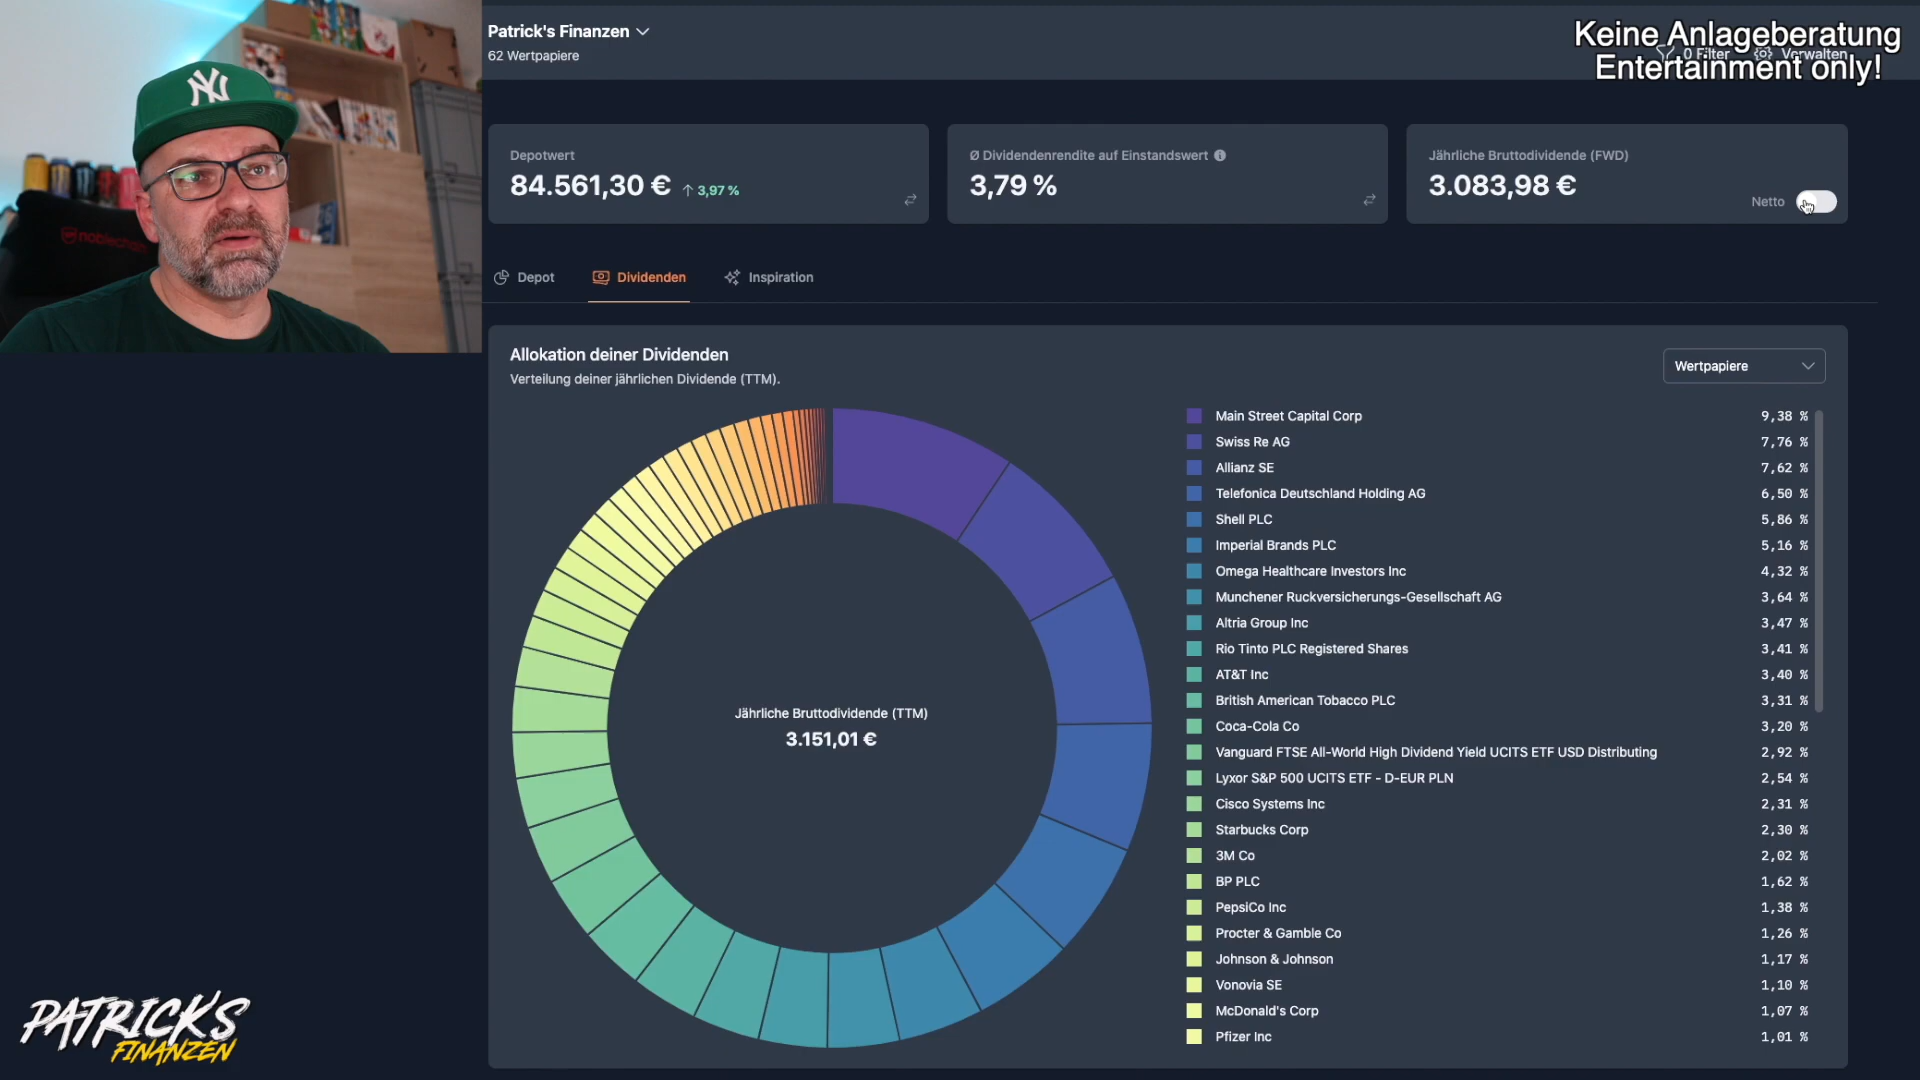 Patrick's Finanzen
62 Wertpapiere
Keine Anlageberatung
Entertainment only!
0 Filter
Verwalten
Depotwert
84.561,30 € ↑ 3,97 %
Ø Dividendenrendite auf Einstandswert
3,79 %
Jährliche Bruttodividende (FWD)
3.083,98 €
Netto
Depot
Dividenden
Inspiration
Allokation deiner Dividenden
Verteilung deiner jährlichen Dividende (TTM).
Wertpapiere
Jährliche Bruttodividende (TTM)
3.151,01 €
Main Street Capital Corp 9,38 %
Swiss Re AG 7,76 %
Allianz SE 7,62 %
Telefonica Deutschland Holding AG 6,50 %
Shell PLC 5,86 %
Imperial Brands PLC 5,16 %
Omega Healthcare Investors Inc 4,32 %
Munchener Ruckversicherungs-Gesellschaft AG 3,64 %
Altria Group Inc 3,47 %
Rio Tinto PLC Registered Shares 3,41 %
AT&T Inc 3,40 %
British American Tobacco PLC 3,31 %
Coca-Cola Co 3,20 %
Vanguard FTSE All-World High Dividend Yield UCITS ETF USD Distributing 2,92 %
Lyxor S&P 500 UCITS ETF - D-EUR PLN 2,54 %
Cisco Systems Inc 2,31 %
Starbucks Corp 2,30 %
3M Co 2,02 %
BP PLC 1,62 %
PepsiCo Inc 1,38 %
Procter & Gamble Co 1,26 %
Johnson & Johnson 1,17 %
Vonovia SE 1,10 %
McDonald's Corp 1,07 %
Pfizer Inc 1,01 %
NY
PATRICKS
FINANZEN